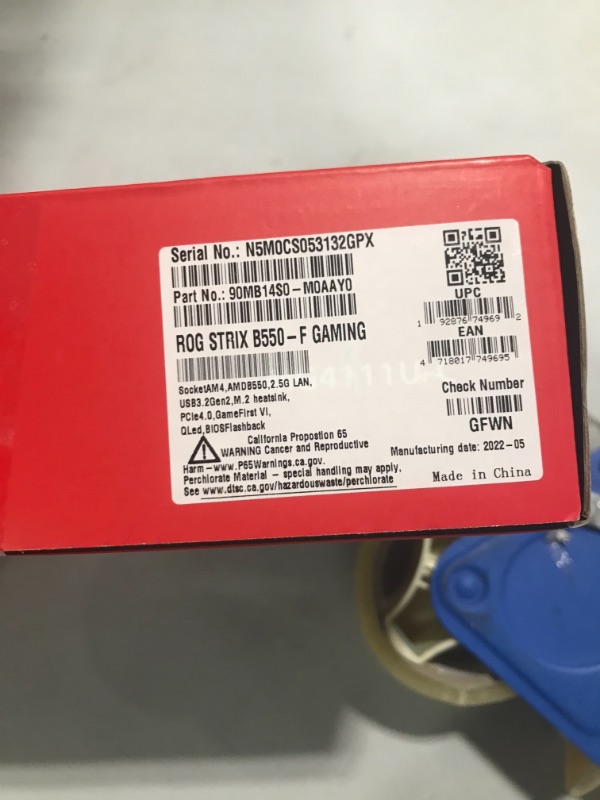 Serial No.: N5M0CS053132GPX
Part No.: 90MB14S0-M0AAY0
ROG STRIX B550-F GAMING
SocketAM4,AMDB550,2.5G LAN,
USB3.2Gen2,M.2 heatsink,
PCIe4.0,GameFirst VI,
QLed,BIOSFlashback
California Propostion 65
WARNING Cancer and Reproductive
Harm-www.P65Warnings.ca.gov.
Perchlorate Material - special handling may apply.
See www.dtsc.ca.gov/hazardouswaste/perchlorate
UPC
1 92876 74969 2
EAN
4 718017 749695
Check Number
GFWN
Manufacturing date: 2022-05
Made in China